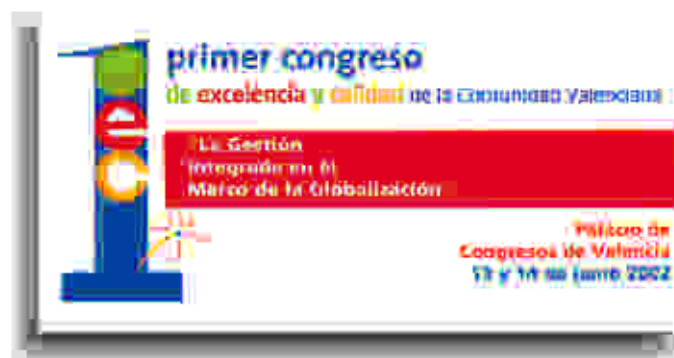 primer congreso
de excelencia y calidad de la Comunidad Valenciana
La Gestión
Integrada en el
Marco de la Globalización
Palacio de
Congresos de Valencia
13 y 14 de junio 2002